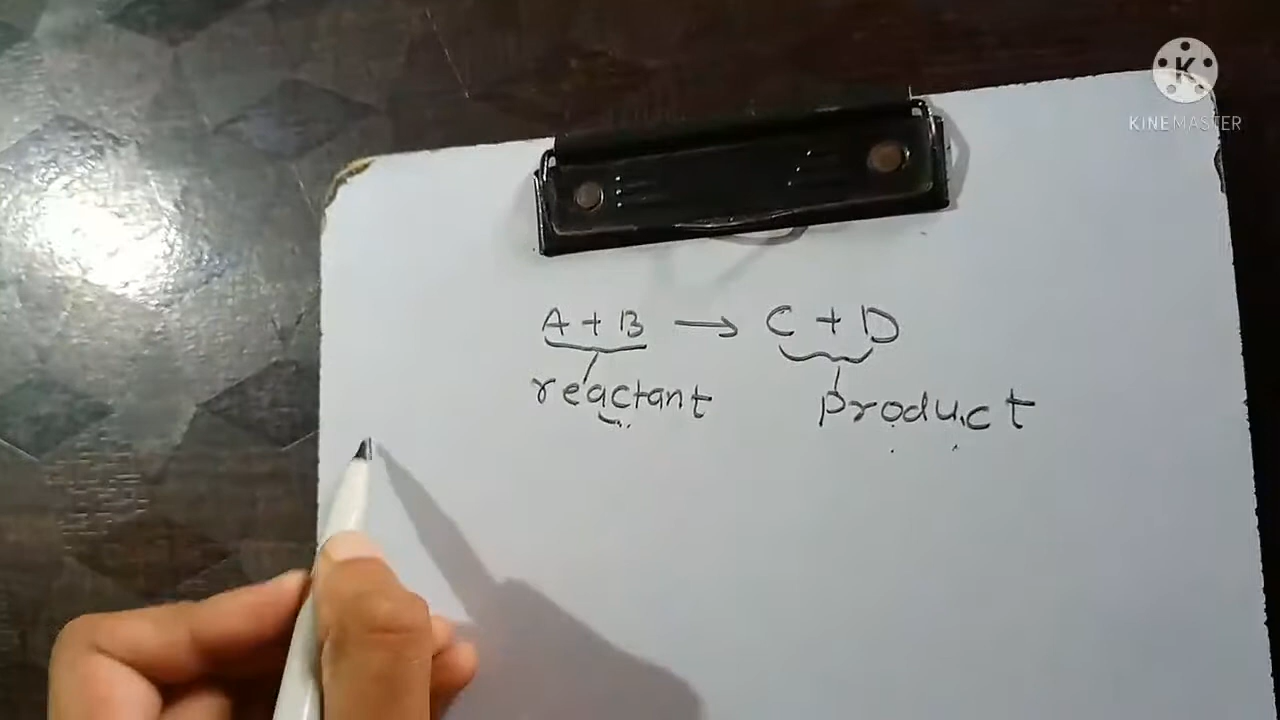 KINEMASTER
A + B → C + D
reactant product